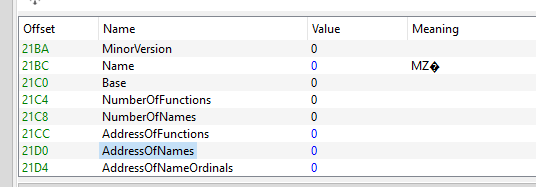 Offset Name Value Meaning
21BA MinorVersion 0
21BC Name 0 MZ�
21C0 Base 0
21C4 NumberOfFunctions 0
21C8 NumberOfNames 0
21CC AddressOfFunctions 0
21D0 AddressOfNames 0
21D4 AddressOfNameOrdinals 0